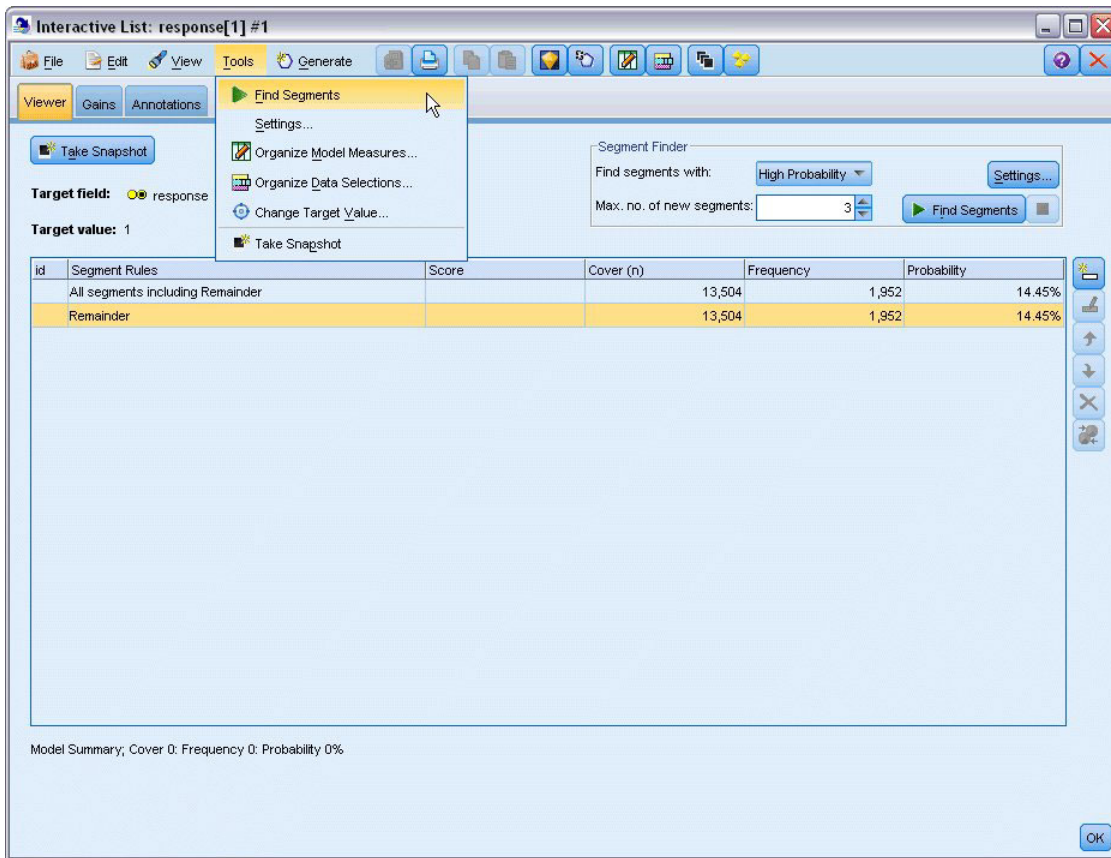 Interactive List: response[1] #1
File Edit View Tools Generate
Viewer Gains Annotations
Find Segments
Settings...
Organize Model Measures...
Organize Data Selections...
Change Target Value...
Take Snapshot
Take Snapshot
Target field: response
Target value: 1
Segment Finder
Find segments with: High Probability Settings...
Max. no. of new segments: 3 Find Segments
id Segment Rules Score Cover (n) Frequency Probability
All segments including Remainder 13,504 1,952 14.45%
Remainder 13,504 1,952 14.45%
Model Summary; Cover 0: Frequency 0: Probability 0%
OK